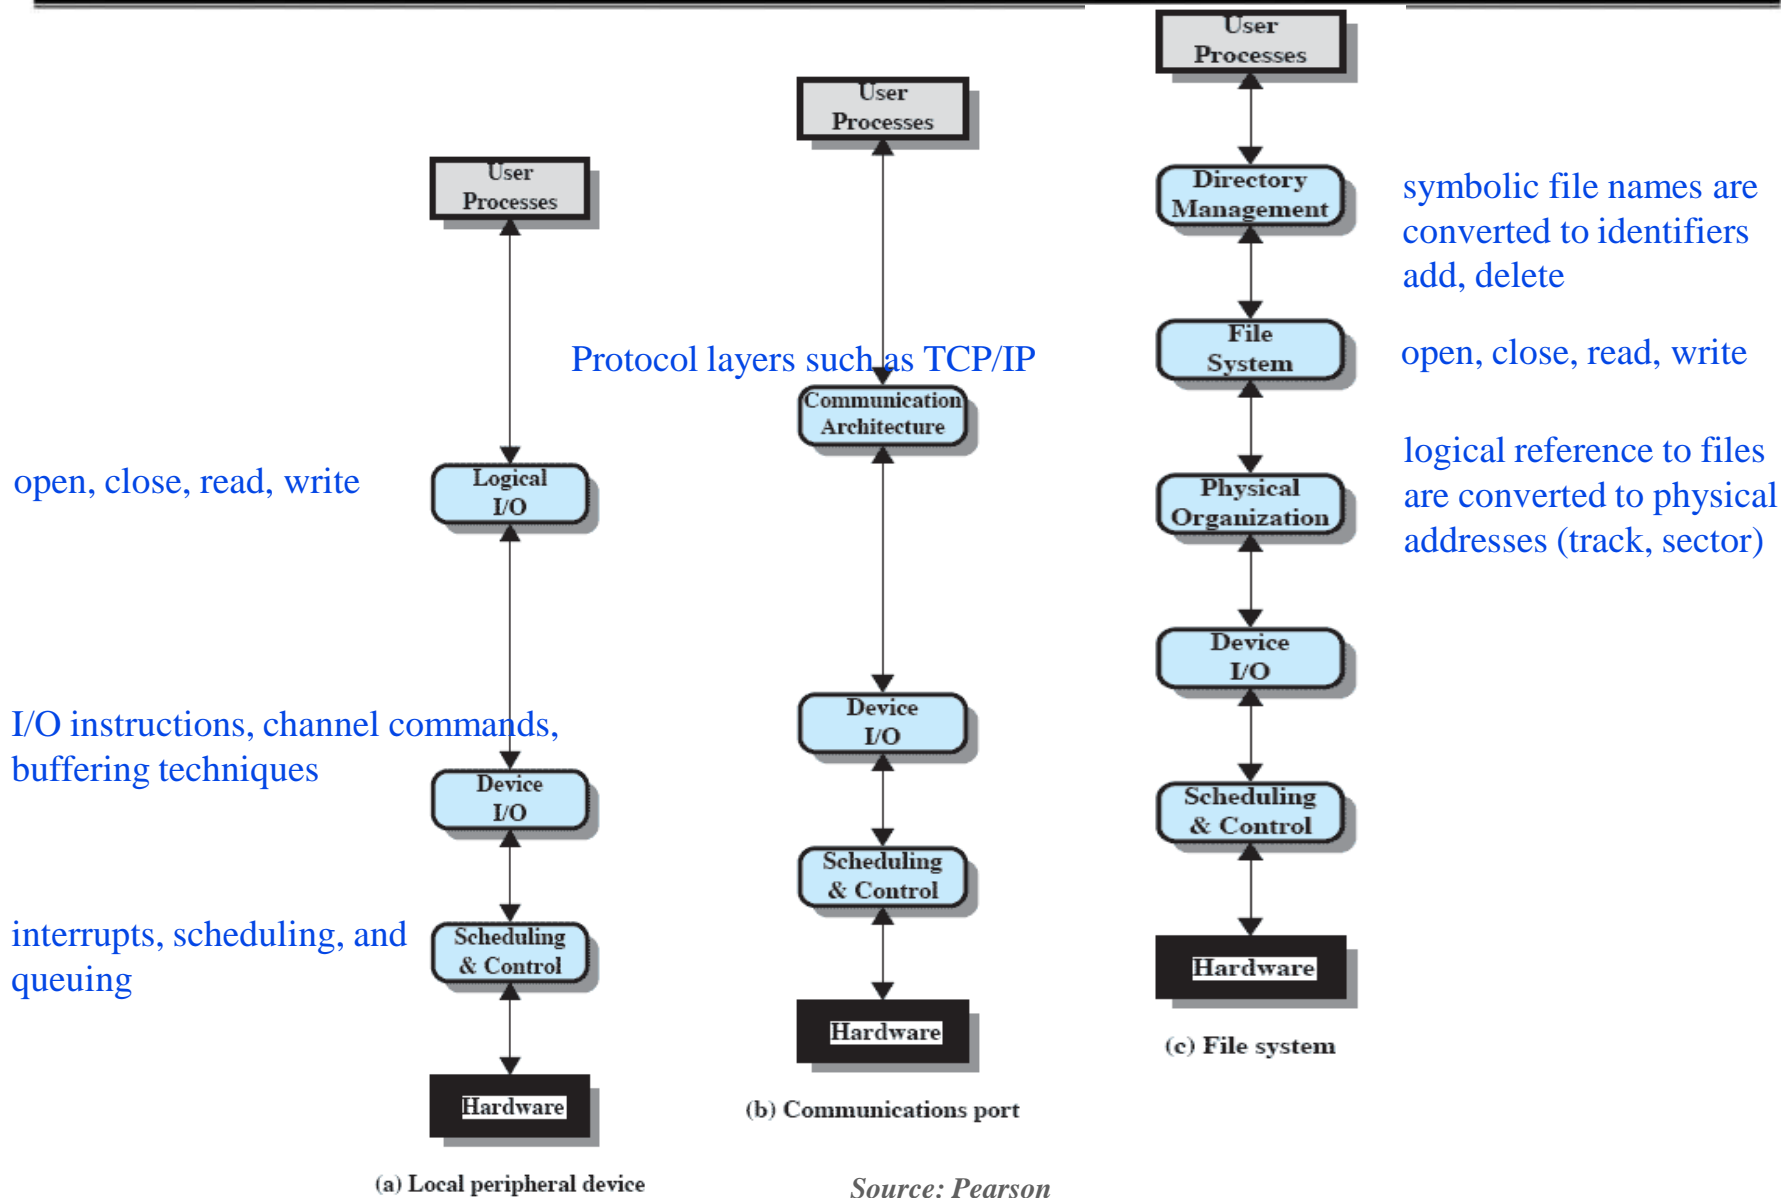 User
Processes
open, close, read, write
Logical
I/O
I/O instructions, channel commands,
buffering techniques
Device
I/O
interrupts, scheduling, and
queuing
Scheduling
& Control
Hardware
(a) Local peripheral device
User
Processes
Protocol layers such as TCP/IP
Communication
Architecture
Device
I/O
Scheduling
& Control
Hardware
(b) Communications port
User
Processes
Directory
Management
symbolic file names are
converted to identifiers
add, delete
File
System
open, close, read, write
Physical
Organization
logical reference to files
are converted to physical
addresses (track, sector)
Device
I/O
Scheduling
& Control
Hardware
(c) File system
Source: Pearson